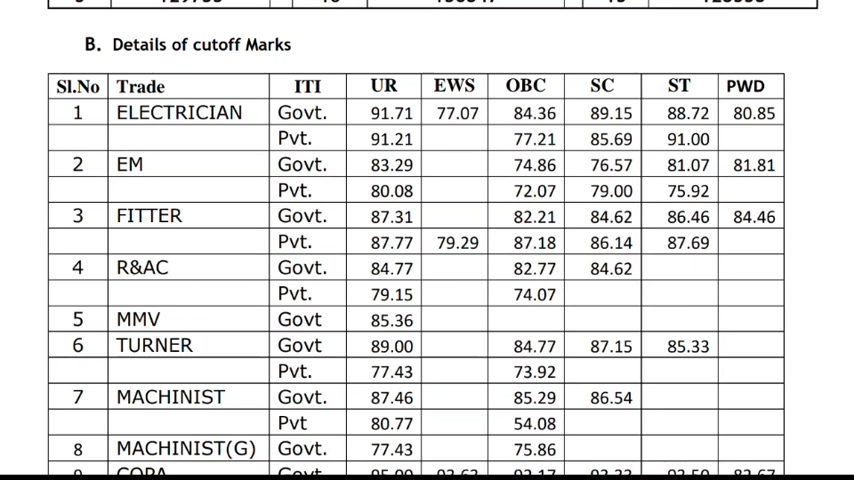 B. Details of cutoff Marks
Sl.No Trade ITI UR EWS OBC SC ST PWD
1 ELECTRICIAN Govt. 91.71 77.07 84.36 89.15 88.72 80.85
Pvt. 91.21 77.21 85.69 91.00
2 EM Govt. 83.29 74.86 76.57 81.07 81.81
Pvt. 80.08 72.07 79.00 75.92
3 FITTER Govt. 87.31 82.21 84.62 86.46 84.46
Pvt. 87.77 79.29 87.18 86.14 87.69
4 R&AC Govt. 84.77 82.77 84.62
Pvt. 79.15 74.07
5 MMV Govt 85.36
6 TURNER Govt 89.00 84.77 87.15 85.33
Pvt. 77.43 73.92
7 MACHINIST Govt. 87.46 85.29 86.54
Pvt 80.77 54.08
8 MACHINIST(G) Govt. 77.43 75.86
COPA Govt